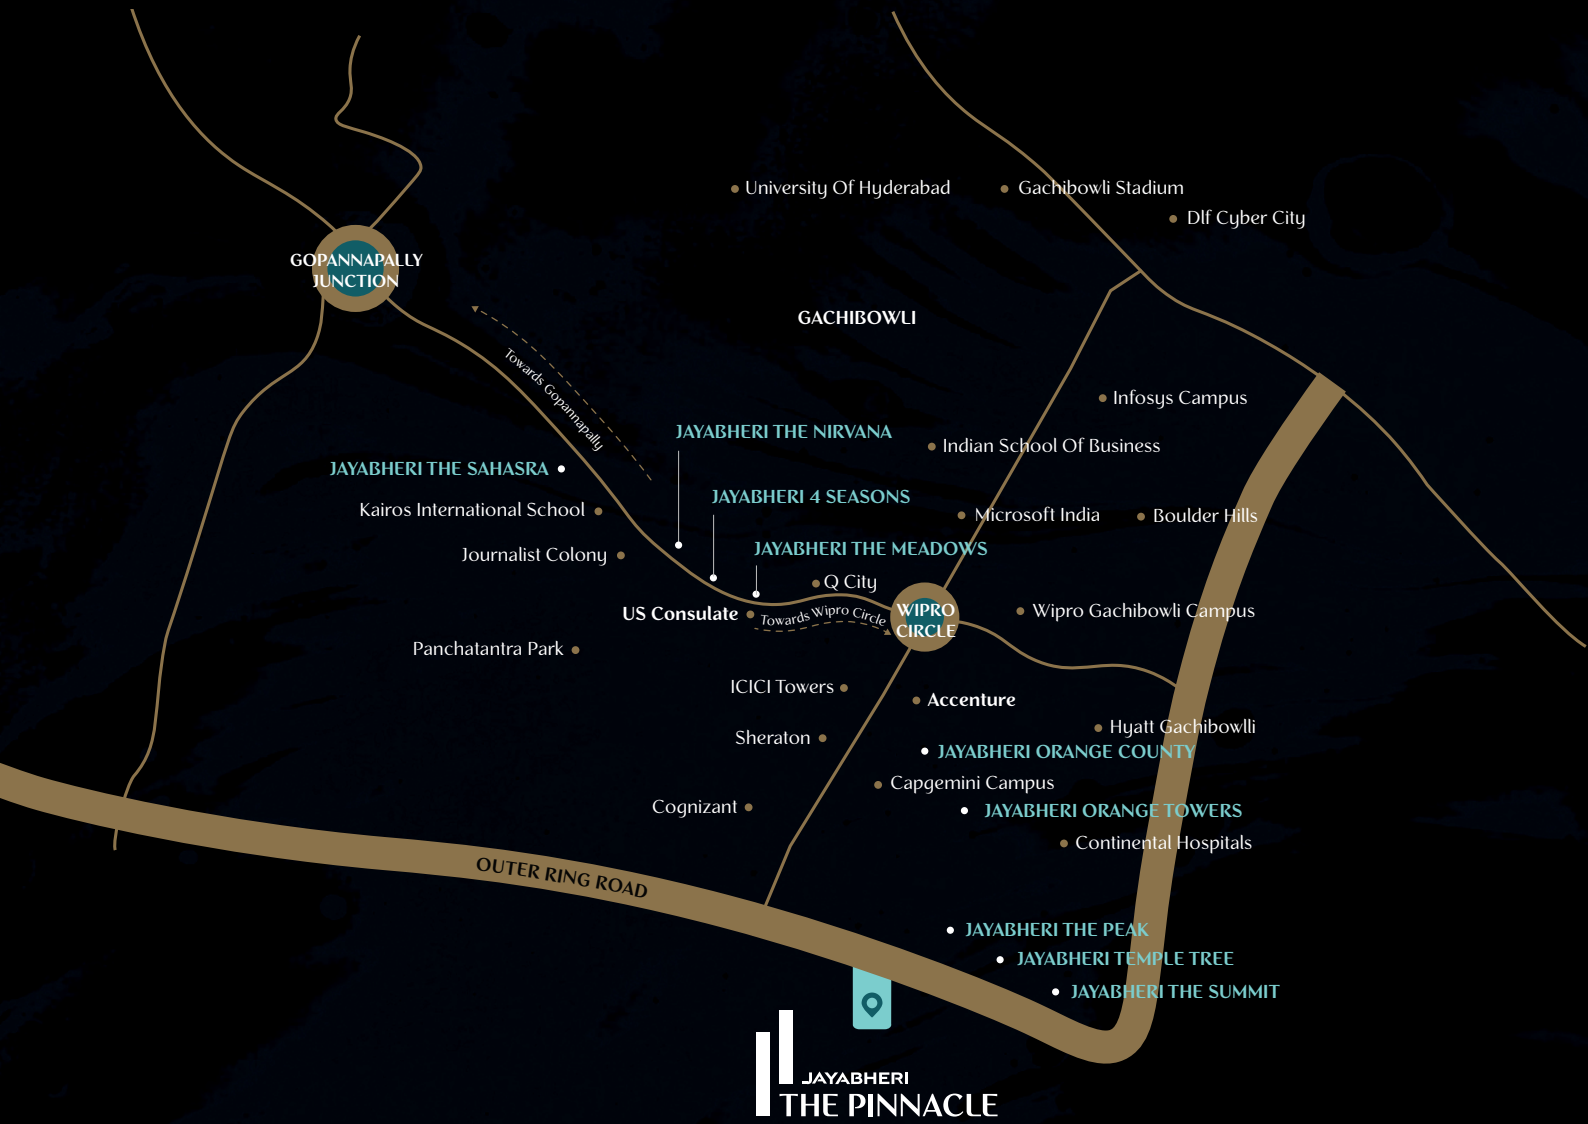 University Of Hyderabad
Gachibowli Stadium
Dlf Cyber City
GOPANNAPALLY
JUNCTION
GACHIBOWLI
Towards Gopannapally
Infosys Campus
JAYABHERI THE NIRVANA
Indian School Of Business
JAYABHERI THE SAHASRA
JAYABHERI 4 SEASONS
Kairos International School
Microsoft India
Boulder Hills
JAYABHERI THE MEADOWS
Journalist Colony
Q City
US Consulate
Towards Wipro Circle
WIPRO
CIRCLE
Wipro Gachibowli Campus
Panchatantra Park
ICICI Towers
Accenture
Hyatt Gachibowlli
Sheraton
JAYABHERI ORANGE COUNTY
Capgemini Campus
Cognizant
JAYABHERI ORANGE TOWERS
Continental Hospitals
OUTER RING ROAD
JAYABHERI THE PEAK
JAYABHERI TEMPLE TREE
JAYABHERI THE SUMMIT
JAYABHERI
THE PINNACLE